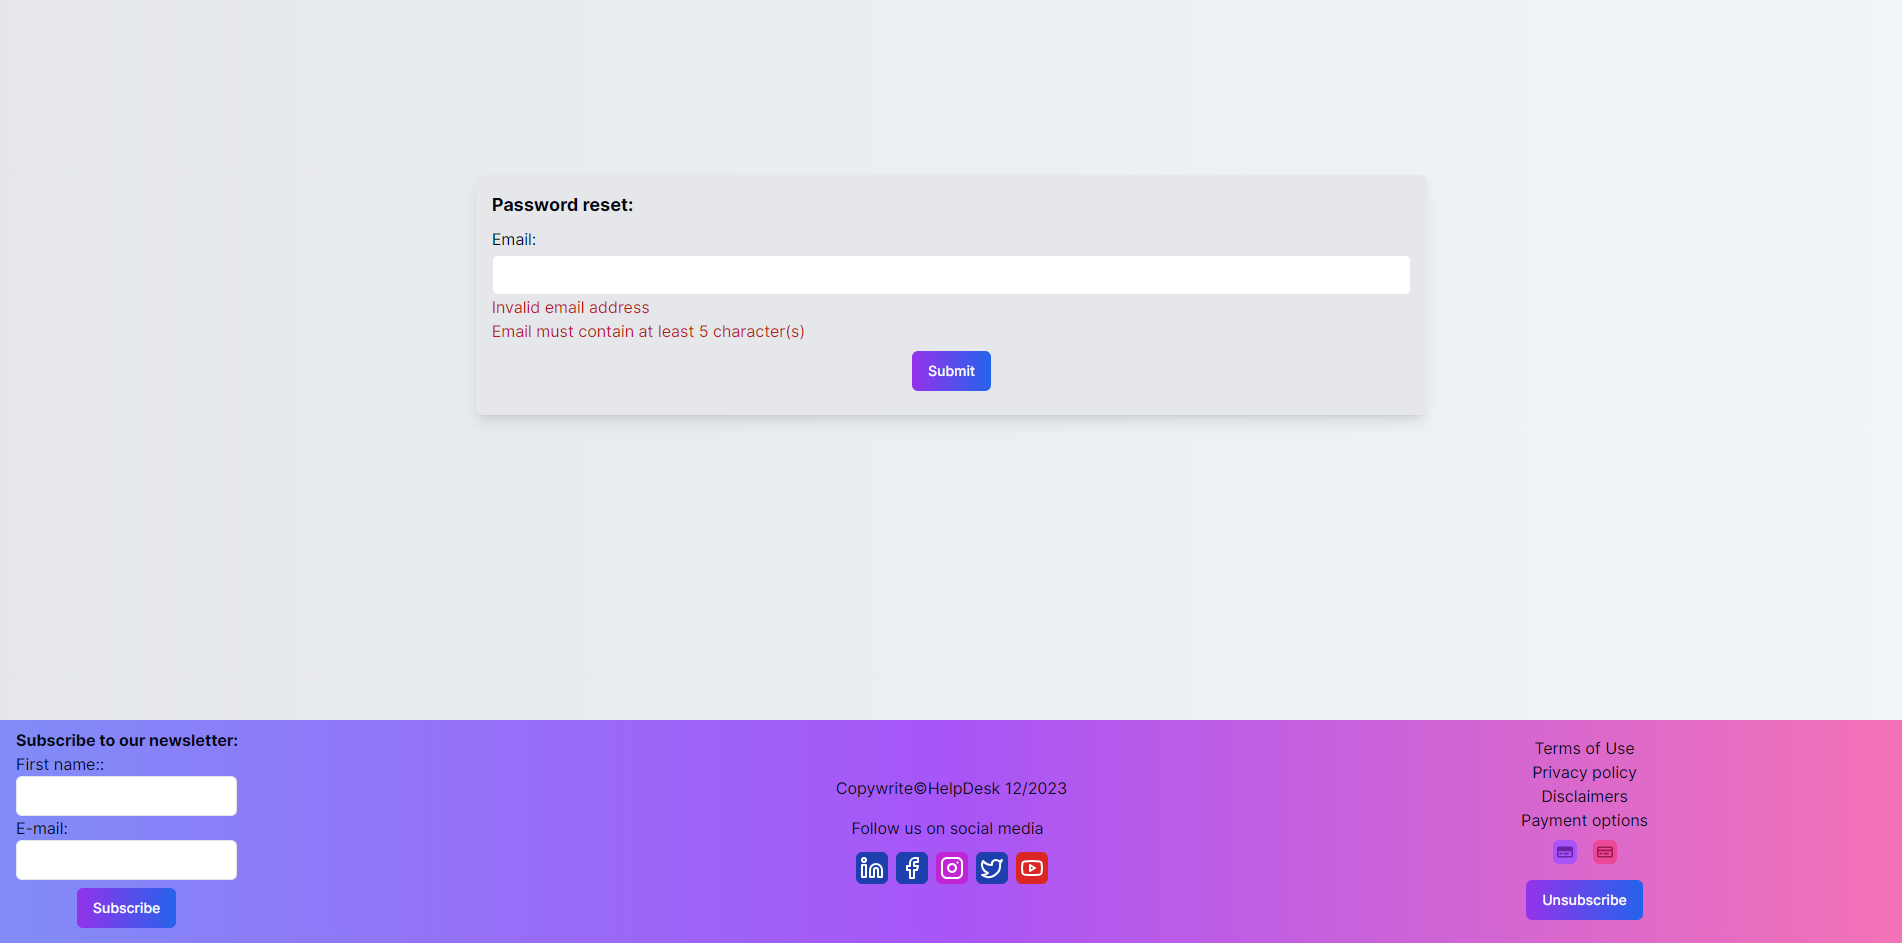 Password reset:
Email:
Invalid email address
Email must contain at least 5 character(s)
Submit
Subscribe to our newsletter:
First name::
E-mail:
Subscribe
Copywrite©HelpDesk 12/2023
Follow us on social media
Terms of Use
Privacy policy
Disclaimers
Payment options
Unsubscribe